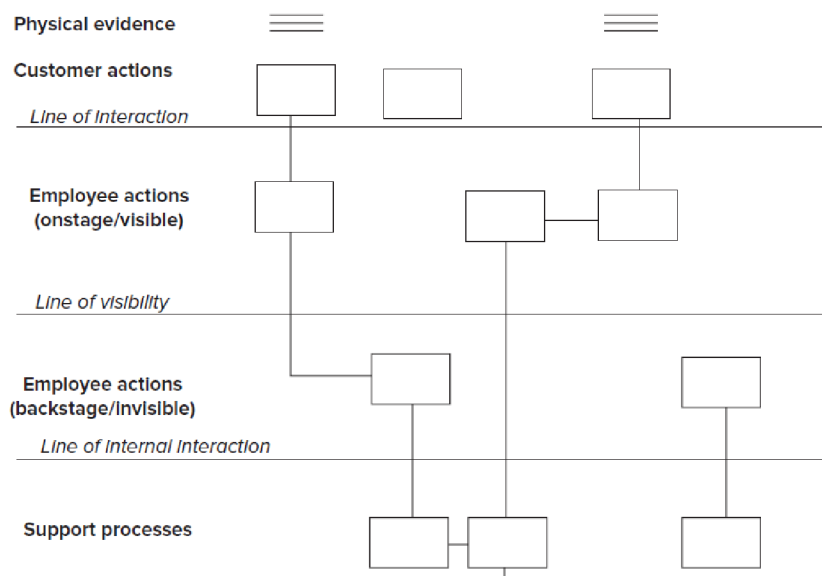 Physical evidence
Customer actions
Line of interaction
Employee actions
(onstage/visible)
Line of visibility
Employee actions
(backstage/invisible)
Line of internal interaction
Support processes